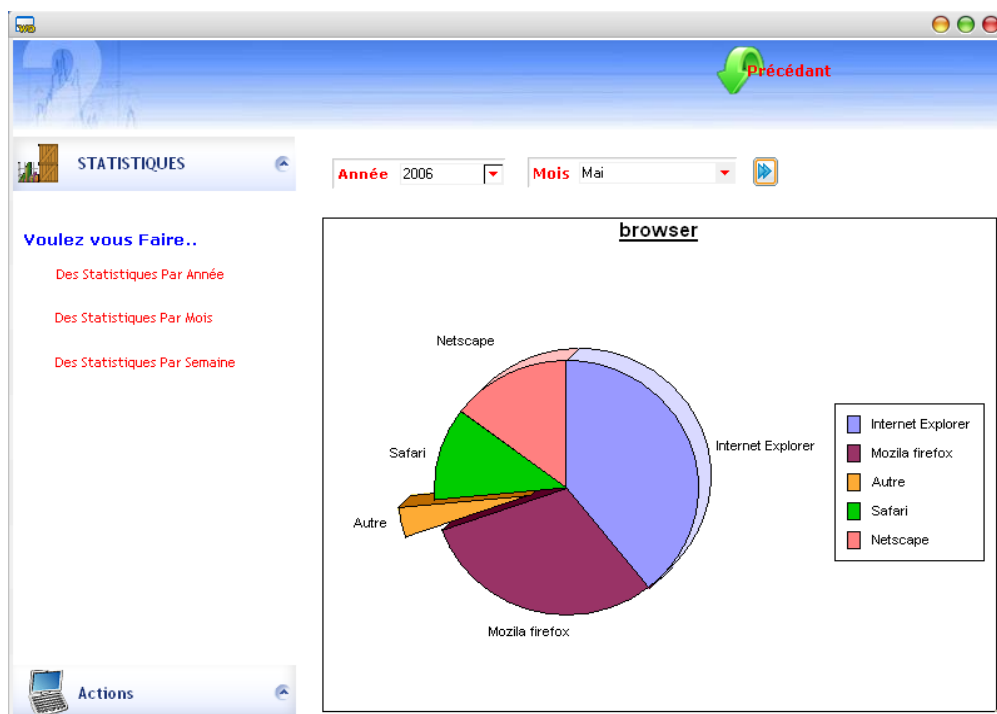 WB
Précédant
STATISTIQUES
Année 2006
Mois Mai
Voulez vous Faire..
Des Statistiques Par Année
Des Statistiques Par Mois
Des Statistiques Par Semaine
browser
Netscape
Internet Explorer
Safari
Autre
Mozila firefox
Internet Explorer
Mozila firefox
Autre
Safari
Netscape
Actions